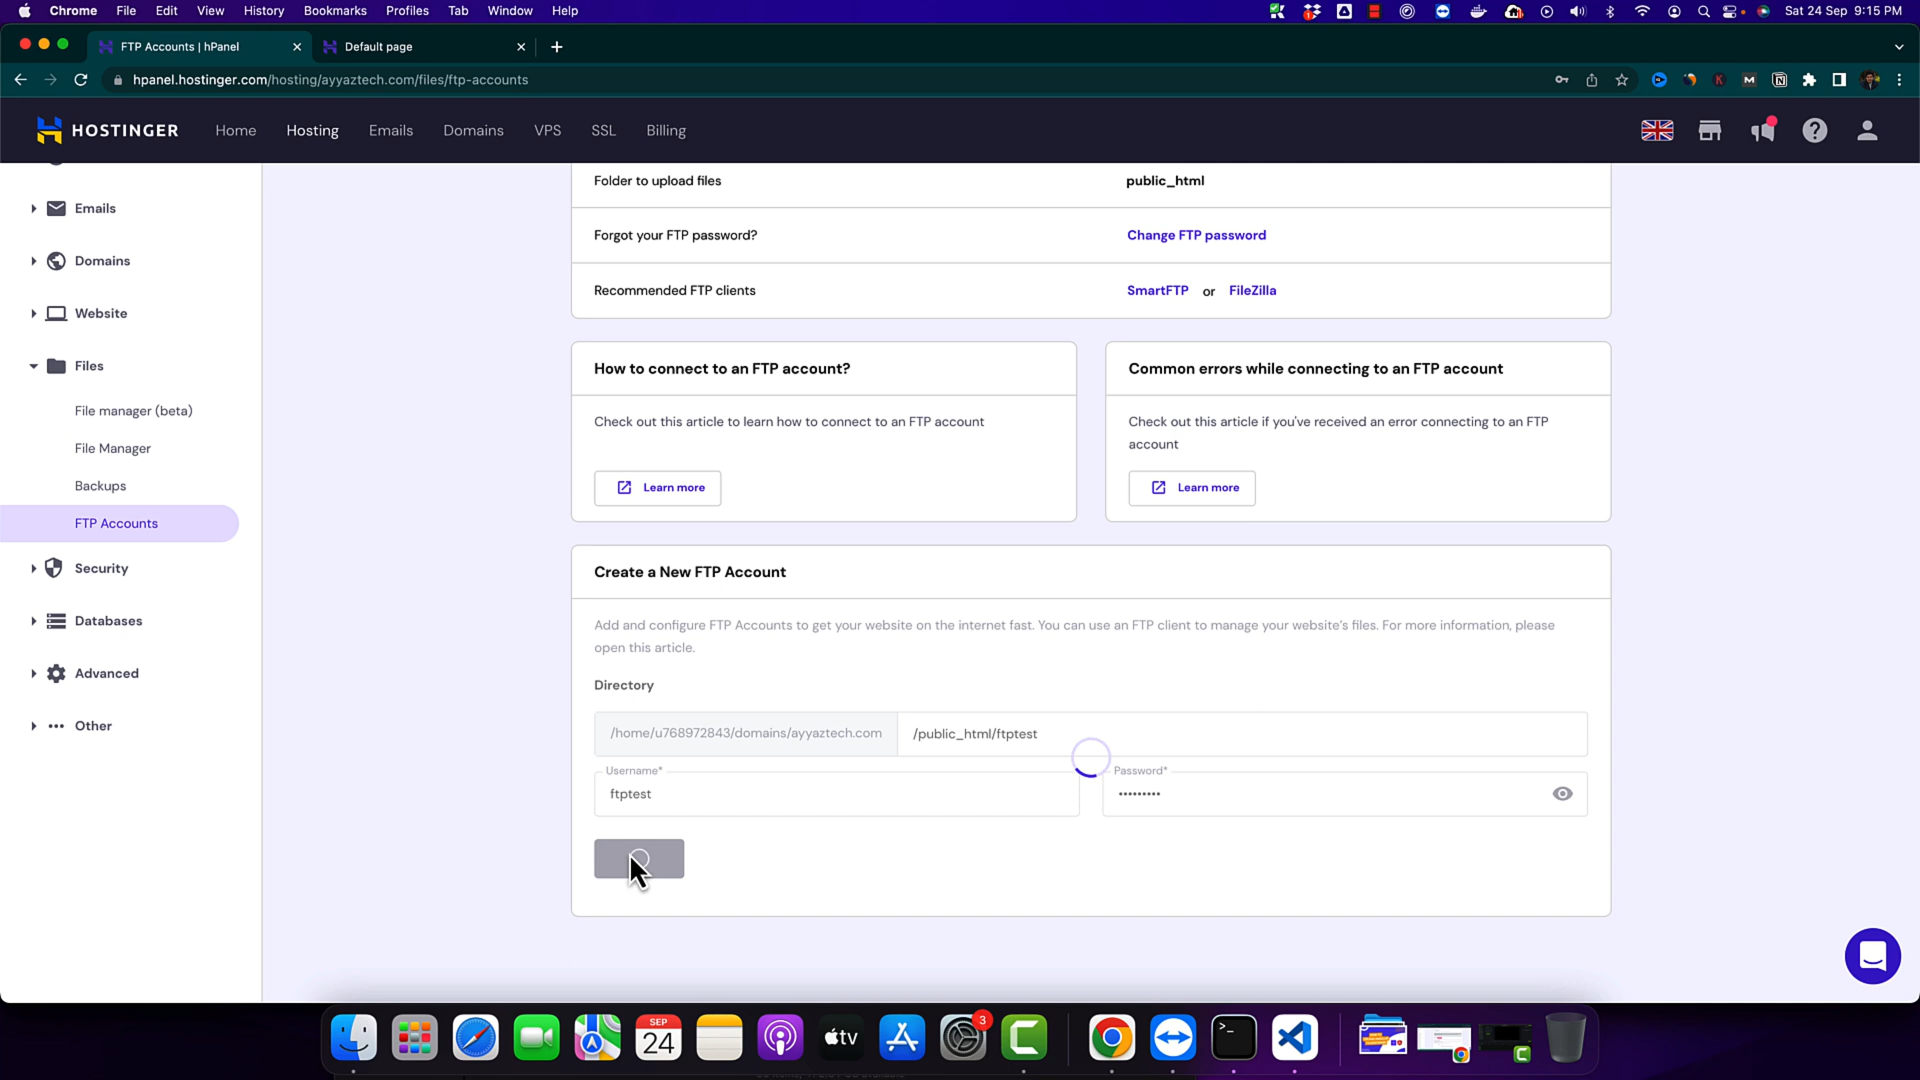 Chrome File Edit View History Bookmarks Profiles Tab Window Help
Sat 24 Sep 9:15 PM
FTP Accounts | hPanel
Default page
hpanel.hostinger.com/hosting/ayyaztech.com/files/ftp-accounts
HOSTINGER
Home Hosting Emails Domains VPS SSL Billing
Emails
Domains
Website
Files
File manager (beta)
File Manager
Backups
FTP Accounts
Security
Databases
Advanced
Other
Folder to upload files public_html
Forgot your FTP password? Change FTP password
Recommended FTP clients SmartFTP or FileZilla
How to connect to an FTP account?
Check out this article to learn how to connect to an FTP account
Learn more
Common errors while connecting to an FTP account
Check out this article if you've received an error connecting to an FTP
account
Learn more
Create a New FTP Account
Add and configure FTP Accounts to get your website on the internet fast. You can use an FTP client to manage your website's files. For more information, please
open this article.
Directory
/home/u768972843/domains/ayyaztech.com /public_html/ftptest
Username*
ftptest
Password*
•••••••••
SEP
24
tv
3